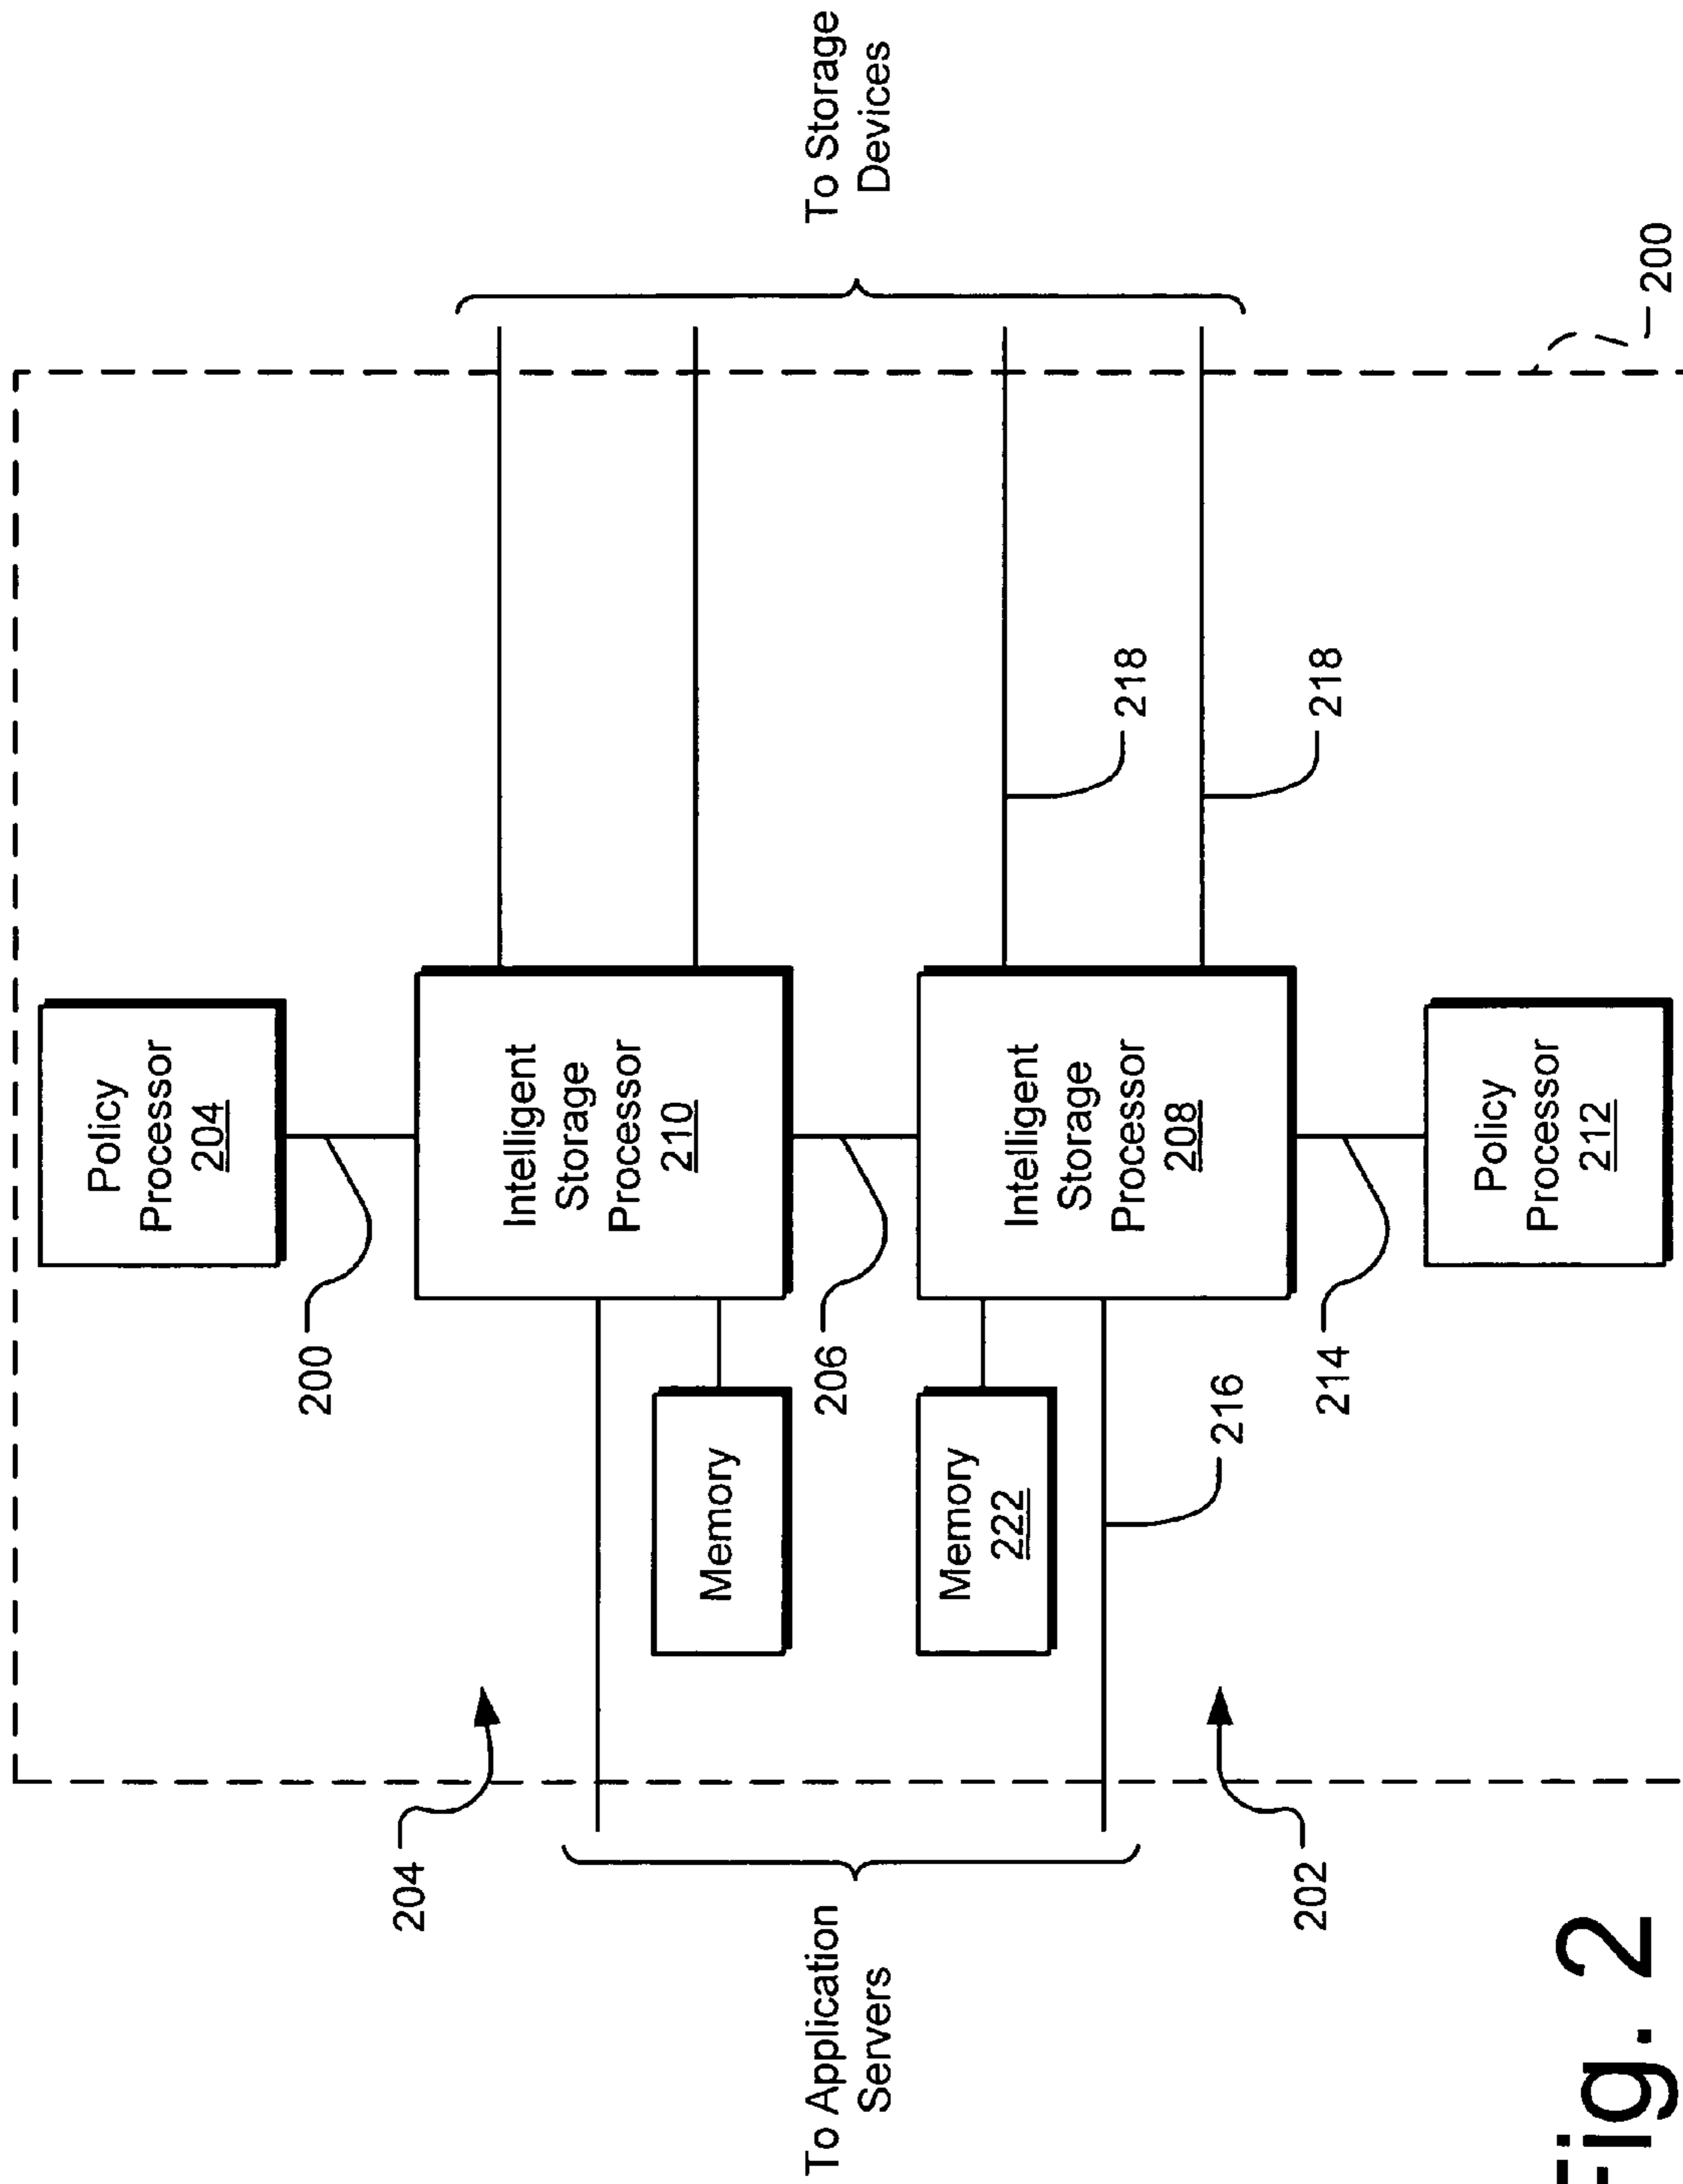 Policy
Processor
204
200
Intelligent
Storage
Processor
210
204
Memory
206
To Application
Servers
To Storage
Devices
Intelligent
Storage
Processor
208
Memory
222
218
218
216
202
214
Policy
Processor
212
200
Fig. 2